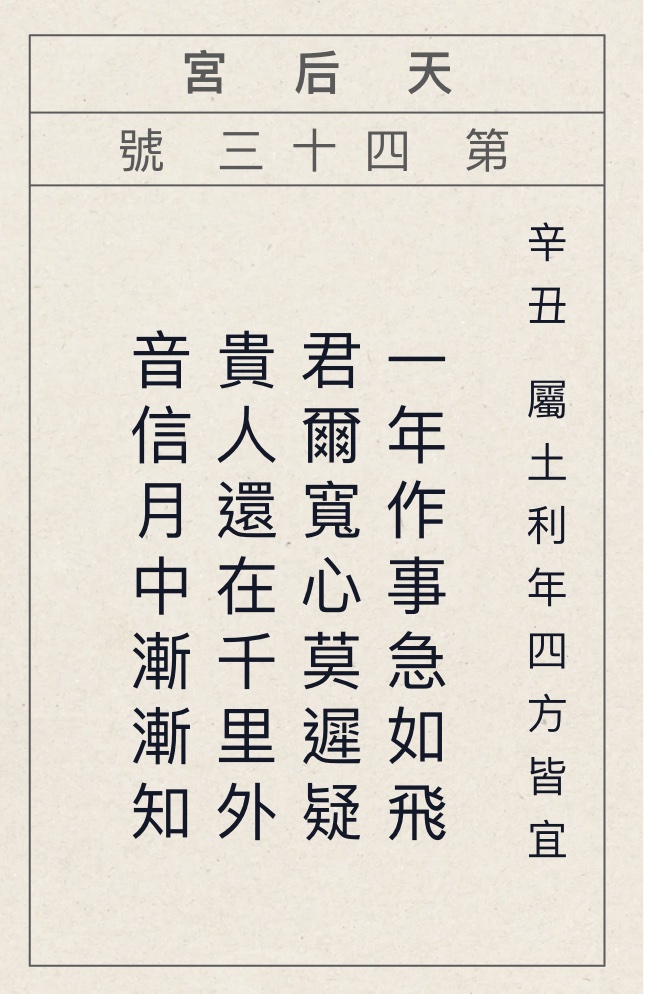 天后宮
第四十三號
辛丑 屬土利年四方皆宜
一年作事急如飛
君爾寬心莫遲疑
貴人還在千里外
音信月中漸漸知